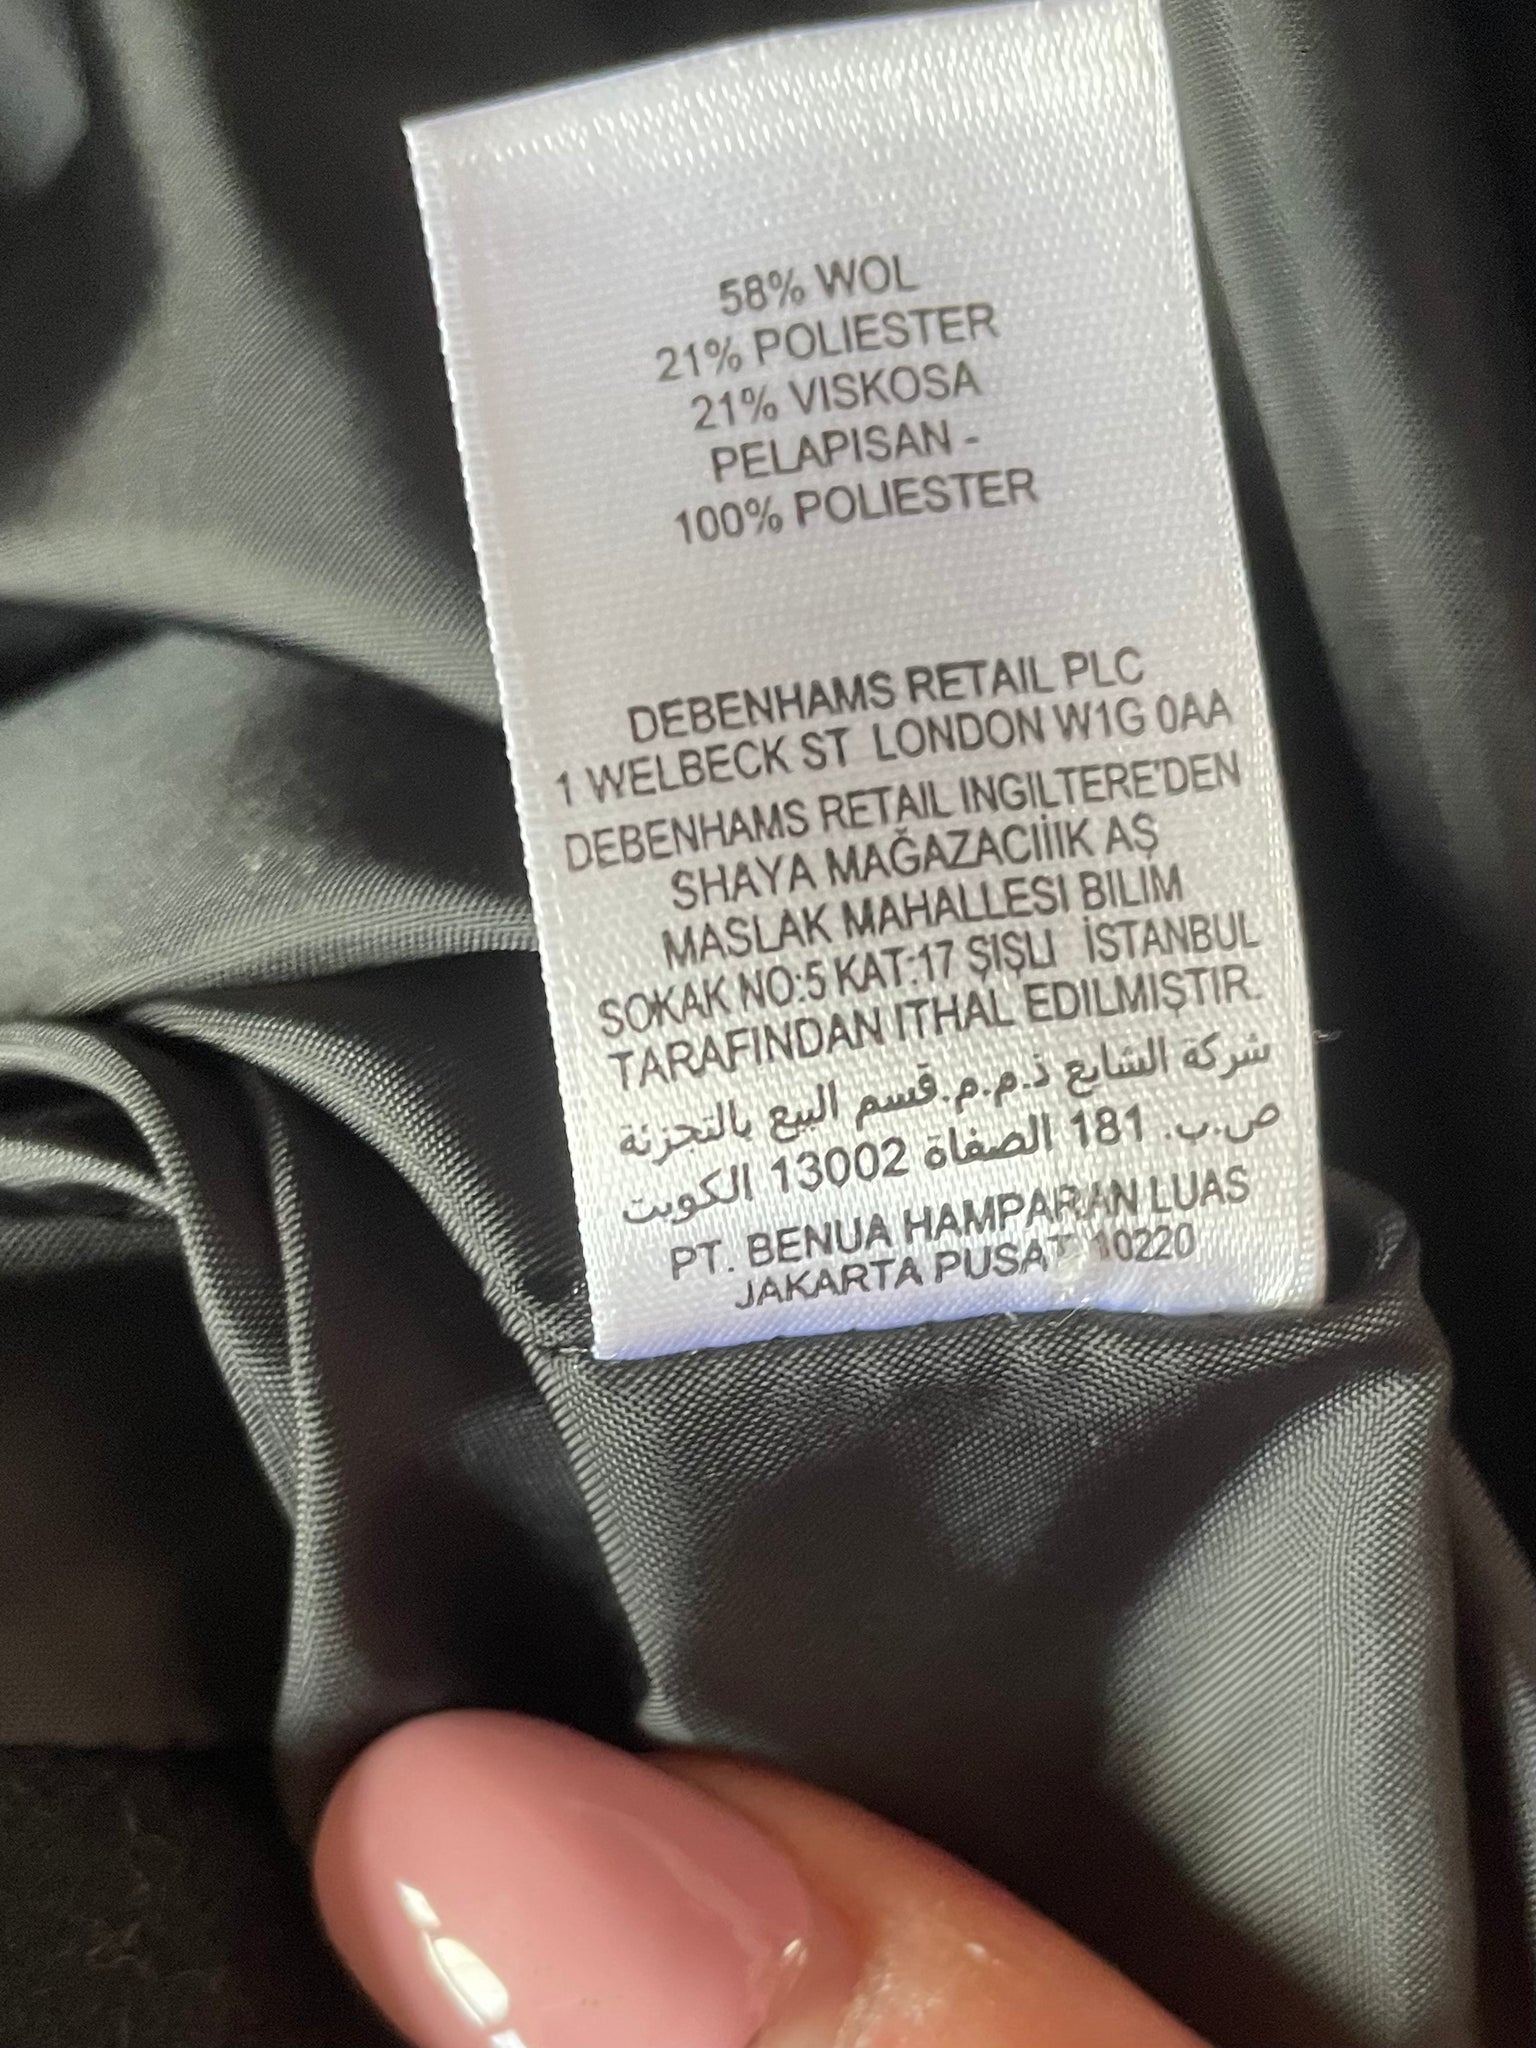 58% WOL
21% POLIESTER
21% VISKOSA
PELAPISAN -
100% POLIESTER
DEBENHAMS RETAIL PLC
1 WELBECK ST LONDON W1G 0AA
DEBENHAMS RETAIL INGILTERE'DEN
SHAYA MAĞAZACİİIK AŞ
MASLAK MAHALLESI BILIM
SOKAK NO:5 KAT:17 ŞIŞLI İSTANBUL
TARAFINDAN ITHAL EDILMIŞTIR.
شركة الشايع ذ.م.م.قسم البيع بالتجزئة
ص.ب. 181 الصفاة 13002 الكويت
PT. BENUA HAMPARAN LUAS
JAKARTA PUSAT 10220